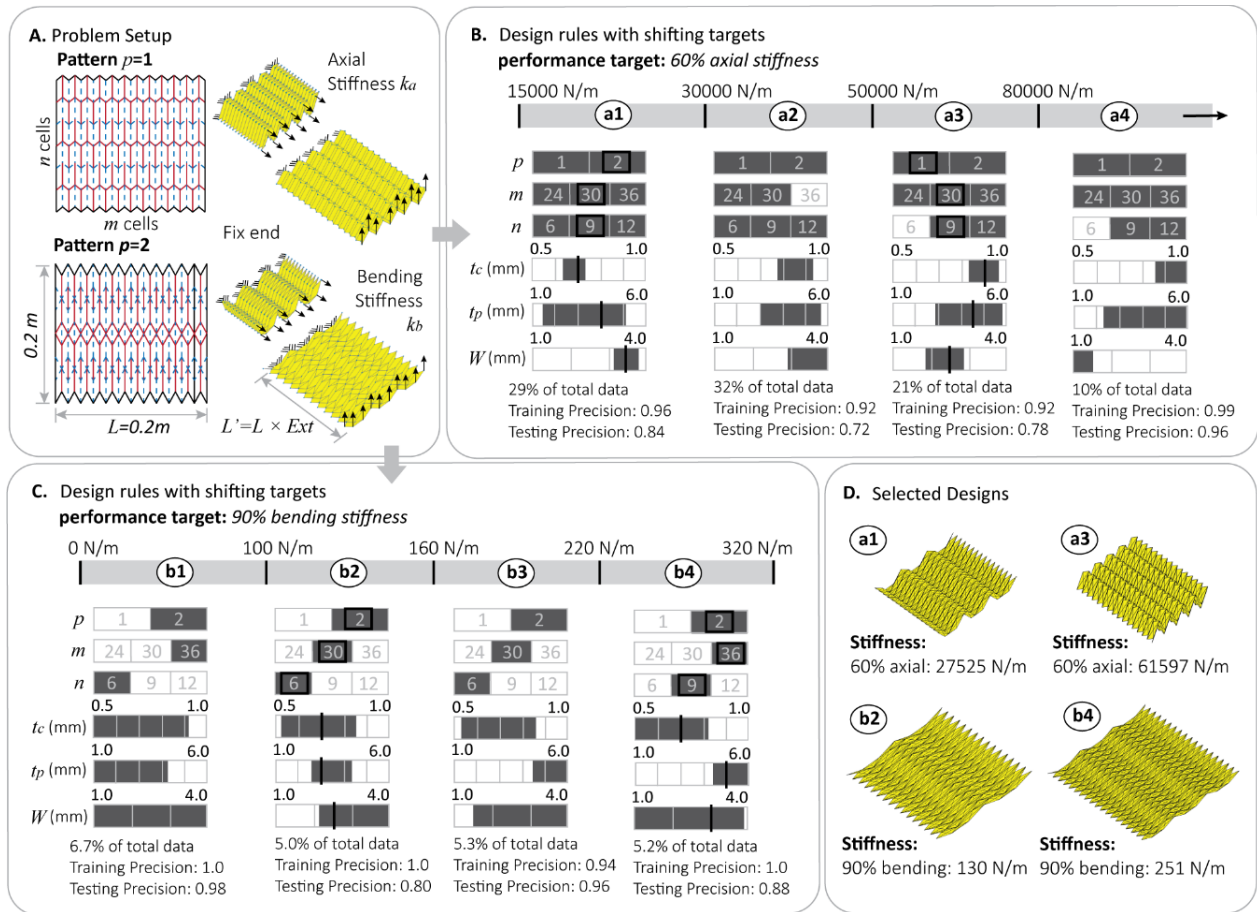 A. Problem Setup
Pattern p=1
n cells
m cells
Axial
Stiffness ka
Pattern p=2
Fix end
Bending
Stiffness
kb
0.2 m
L=0.2m
L'=L × Ext
B. Design rules with shifting targets
performance target: 60% axial stiffness
15000 N/m 30000 N/m 50000 N/m 80000 N/m
a1 a2 a3 a4
p 1 2 1 2 1 2 1 2
m 24 30 36 24 30 36 24 30 36 24 30 36
n 6 9 12 6 9 12 6 9 12 6 9 12
0.5 1.0 0.5 1.0 0.5 1.0 0.5 1.0
tc (mm)
1.0 6.0 1.0 6.0 1.0 6.0 1.0 6.0
tp (mm)
1.0 4.0 1.0 4.0 1.0 4.0 1.0 4.0
W (mm)
29% of total data 32% of total data 21% of total data 10% of total data
Training Precision: 0.96 Training Precision: 0.92 Training Precision: 0.92 Training Precision: 0.99
Testing Precision: 0.84 Testing Precision: 0.72 Testing Precision: 0.78 Testing Precision: 0.96
C. Design rules with shifting targets
performance target: 90% bending stiffness
0 N/m 100 N/m 160 N/m 220 N/m 320 N/m
b1 b2 b3 b4
p 1 2 1 2 1 2 1 2
m 24 30 36 24 30 36 24 30 36 24 30 36
n 6 9 12 6 9 12 6 9 12 6 9 12
0.5 1.0 0.5 1.0 0.5 1.0 0.5 1.0
tc (mm)
1.0 6.0 1.0 6.0 1.0 6.0 1.0 6.0
tp (mm)
1.0 4.0 1.0 4.0 1.0 4.0 1.0 4.0
W (mm)
6.7% of total data 5.0% of total data 5.3% of total data 5.2% of total data
Training Precision: 1.0 Training Precision: 1.0 Training Precision: 0.94 Training Precision: 1.0
Testing Precision: 0.98 Testing Precision: 0.80 Testing Precision: 0.96 Testing Precision: 0.88
D. Selected Designs
a1 a3
Stiffness: Stiffness:
60% axial: 27525 N/m 60% axial: 61597 N/m
b2 b4
Stiffness: Stiffness:
90% bending: 130 N/m 90% bending: 251 N/m